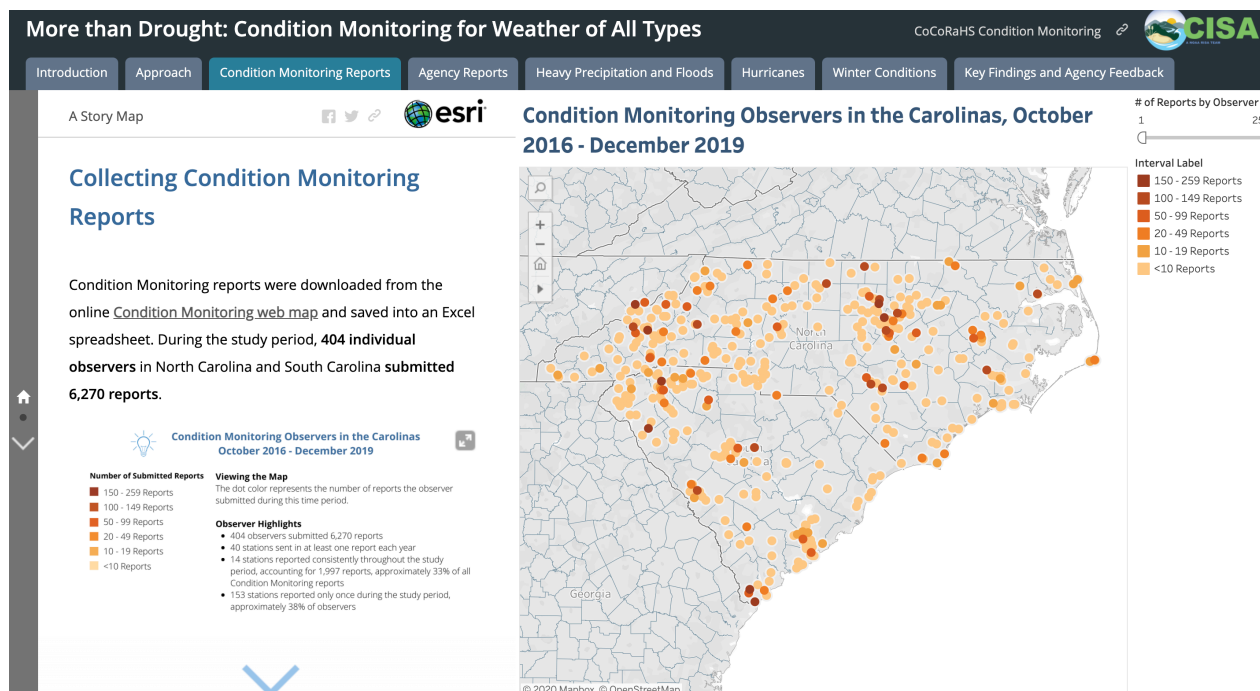 More than Drought: Condition Monitoring for Weather of All Types
CoCoRaHS Condition Monitoring
CISA
Introduction
Approach
Condition Monitoring Reports
Agency Reports
Heavy Precipitation and Floods
Hurricanes
Winter Conditions
Key Findings and Agency Feedback
A Story Map
esri
Collecting Condition Monitoring
Reports
Condition Monitoring reports were downloaded from the
online Condition Monitoring web map and saved into an Excel
spreadsheet. During the study period, 404 individual
observers in North Carolina and South Carolina submitted
6,270 reports.
Condition Monitoring Observers in the Carolinas
October 2016 - December 2019
Number of Submitted Reports
150 - 259 Reports
100 - 149 Reports
50 - 99 Reports
20 - 49 Reports
10 - 19 Reports
<10 Reports
Viewing the Map
The dot color represents the number of reports the observer
submitted during this time period.
Observer Highlights
• 404 observers submitted 6,270 reports
• 40 stations sent in at least one report each year
• 14 stations reported consistently throughout the study
period, accounting for 1,997 reports, approximately 33% of all
Condition Monitoring reports
• 153 stations reported only once during the study period,
approximately 38% of observers
Condition Monitoring Observers in the Carolinas, October
2016 - December 2019
North
Carolina
Georgia
© 2020 Mapbox © OpenStreetMap
# of Reports by Observer
1
Interval Label
150 - 259 Reports
100 - 149 Reports
50 - 99 Reports
20 - 49 Reports
10 - 19 Reports
<10 Reports